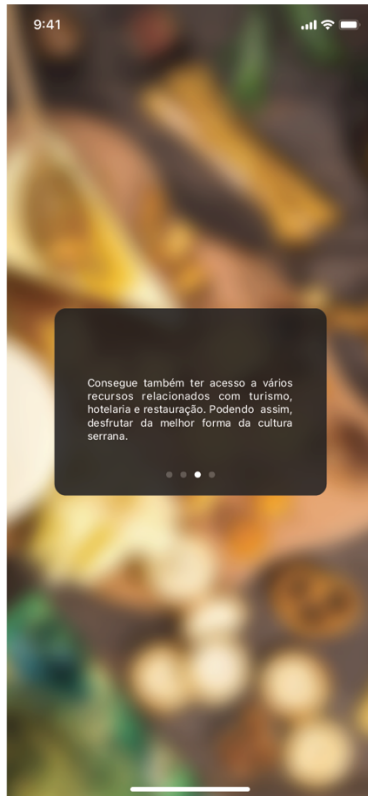 9:41
Consegue também ter acesso a vários
recursos relacionados com turismo,
hotelaria e restauração. Podendo assim,
desfrutar da melhor forma da cultura
serrana.